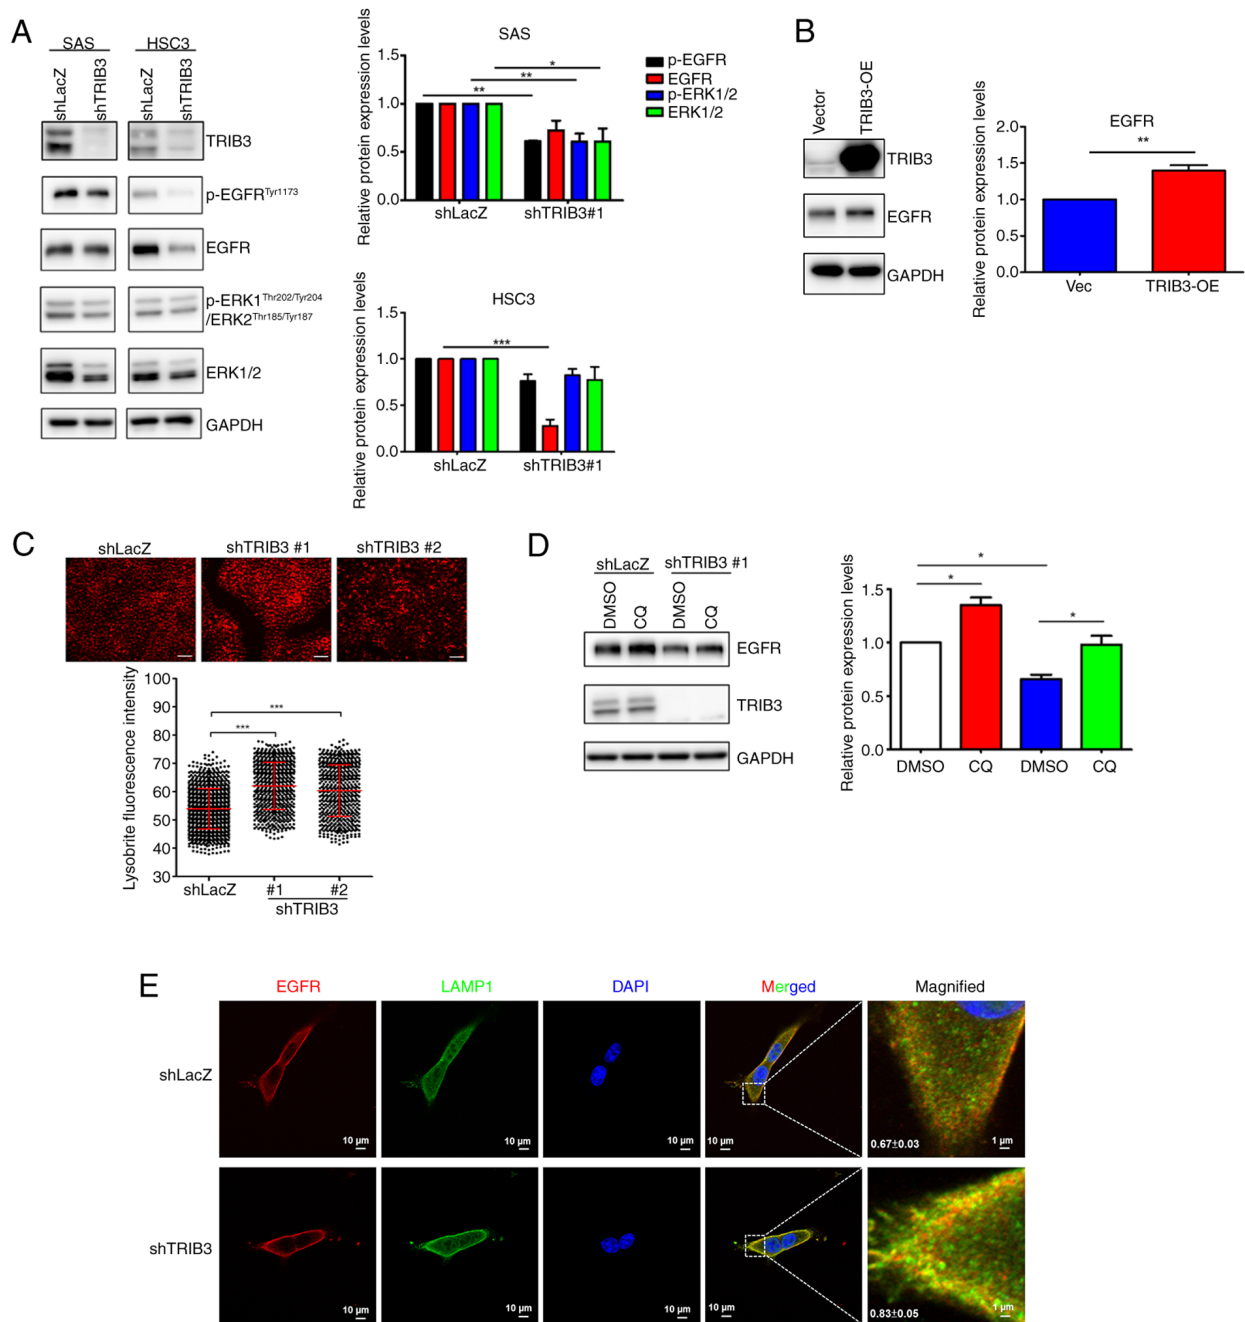 A
SAS HSC3
shLacZ shTRIB3 shLacZ shTRIB3
TRIB3
p-EGFRTyr1173
EGFR
p-ERK1Thr202/Tyr204
/ERK2Thr185/Tyr187
ERK1/2
GAPDH
SAS
Relative protein expression levels
1.5
1.0
0.5
0.0
** ** *
shLacZ shTRIB3#1
p-EGFR
EGFR
p-ERK1/2
ERK1/2
HSC3
Relative protein expression levels
1.5
1.0
0.5
0.0
***
shLacZ shTRIB3#1
B
Vector TRIB3-OE
TRIB3
EGFR
GAPDH
EGFR
**
Relative protein expression levels
2.0
1.5
1.0
0.5
0.0
Vec TRIB3-OE
C
shLacZ shTRIB3 #1 shTRIB3 #2
Lysobrite fluorescence intensity
100
90
80
70
60
50
40
30
***
***
shLacZ #1 #2
shTRIB3
D
shLacZ shTRIB3 #1
DMSO CQ DMSO CQ
EGFR
TRIB3
GAPDH
Relative protein expression levels
1.5
1.0
0.5
0.0
*
*
*
DMSO CQ DMSO CQ
E
EGFR LAMP1 DAPI Merged Magnified
shLacZ
10 µm 10 µm 10 µm 10 µm 0.67±0.03 1 µm
shTRIB3
10 µm 10 µm 10 µm 10 µm 0.83±0.05 1 µm